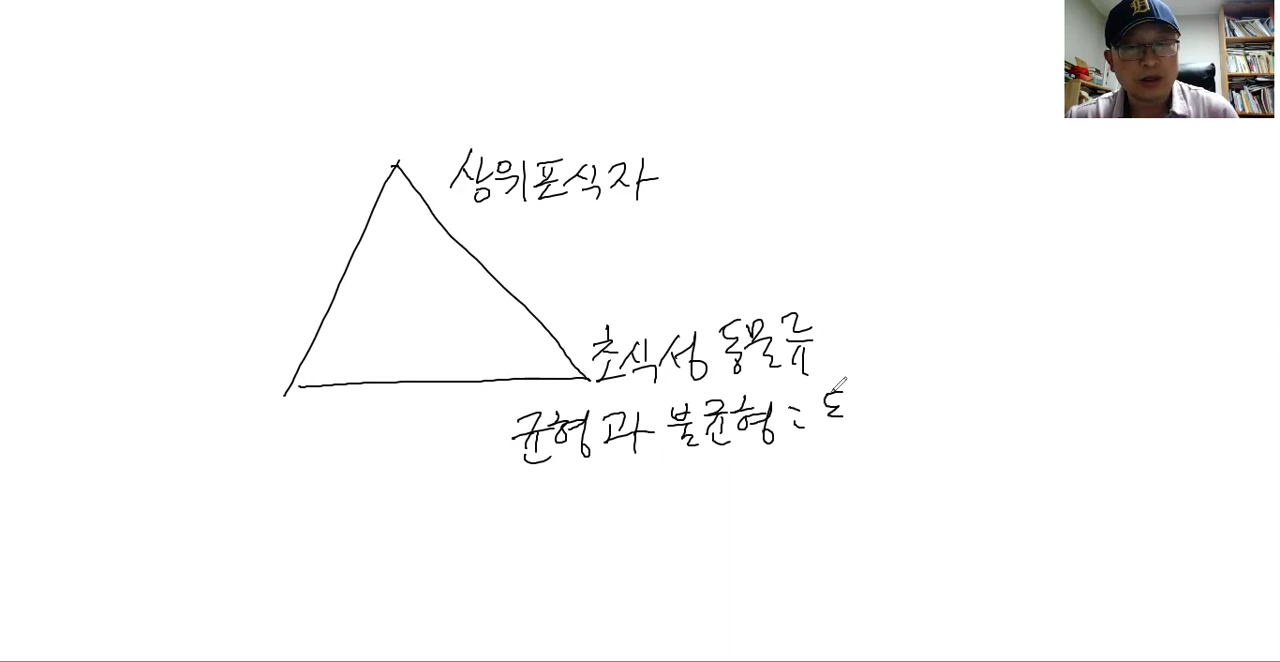 상위포식자
초식성 동물류
균형과 불균형 =